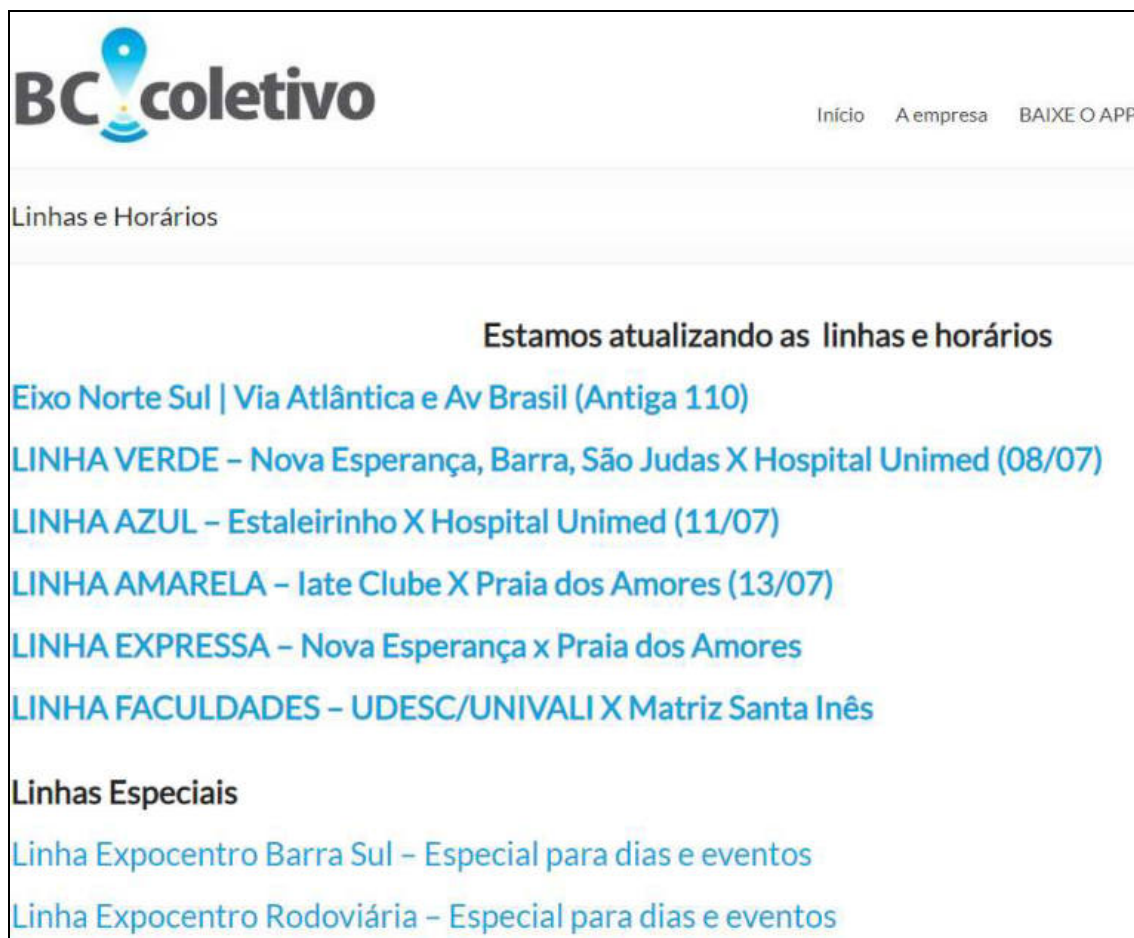 BC coletivo
Início A empresa BAIXE O APP
Linhas e Horários
Estamos atualizando as linhas e horários
Eixo Norte Sul | Via Atlântica e Av Brasil (Antiga 110)
LINHA VERDE – Nova Esperança, Barra, São Judas X Hospital Unimed (08/07)
LINHA AZUL – Estaleirinho X Hospital Unimed (11/07)
LINHA AMARELA – Iate Clube X Praia dos Amores (13/07)
LINHA EXPRESSA – Nova Esperança x Praia dos Amores
LINHA FACULDADES – UDESC/UNIVALI X Matriz Santa Inês
Linhas Especiais
Linha Expocentro Barra Sul – Especial para dias e eventos
Linha Expocentro Rodoviária – Especial para dias e eventos